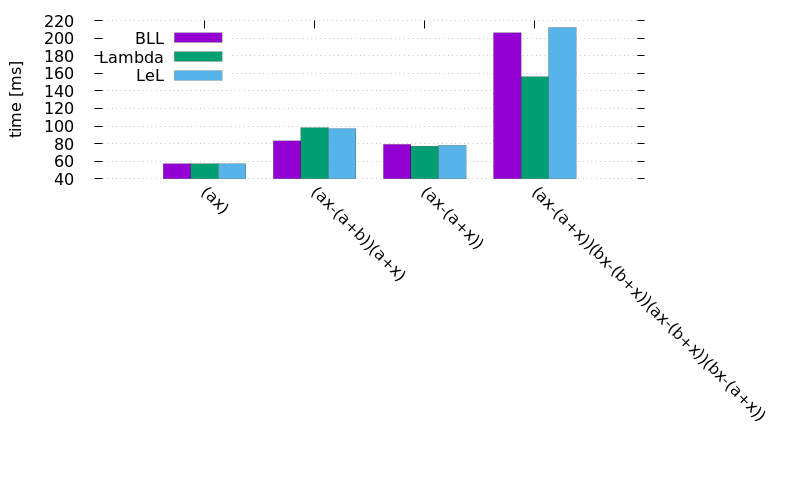 time [ms]
220
200
180
160
140
120
100
80
60
40
BLL
Lambda
LeL
(ax)
(ax-(a+b))(a+x)
(ax-(a+x))
(ax-(a+x))(bx-(b+x))(ax-(b+x))(bx-(a+x))